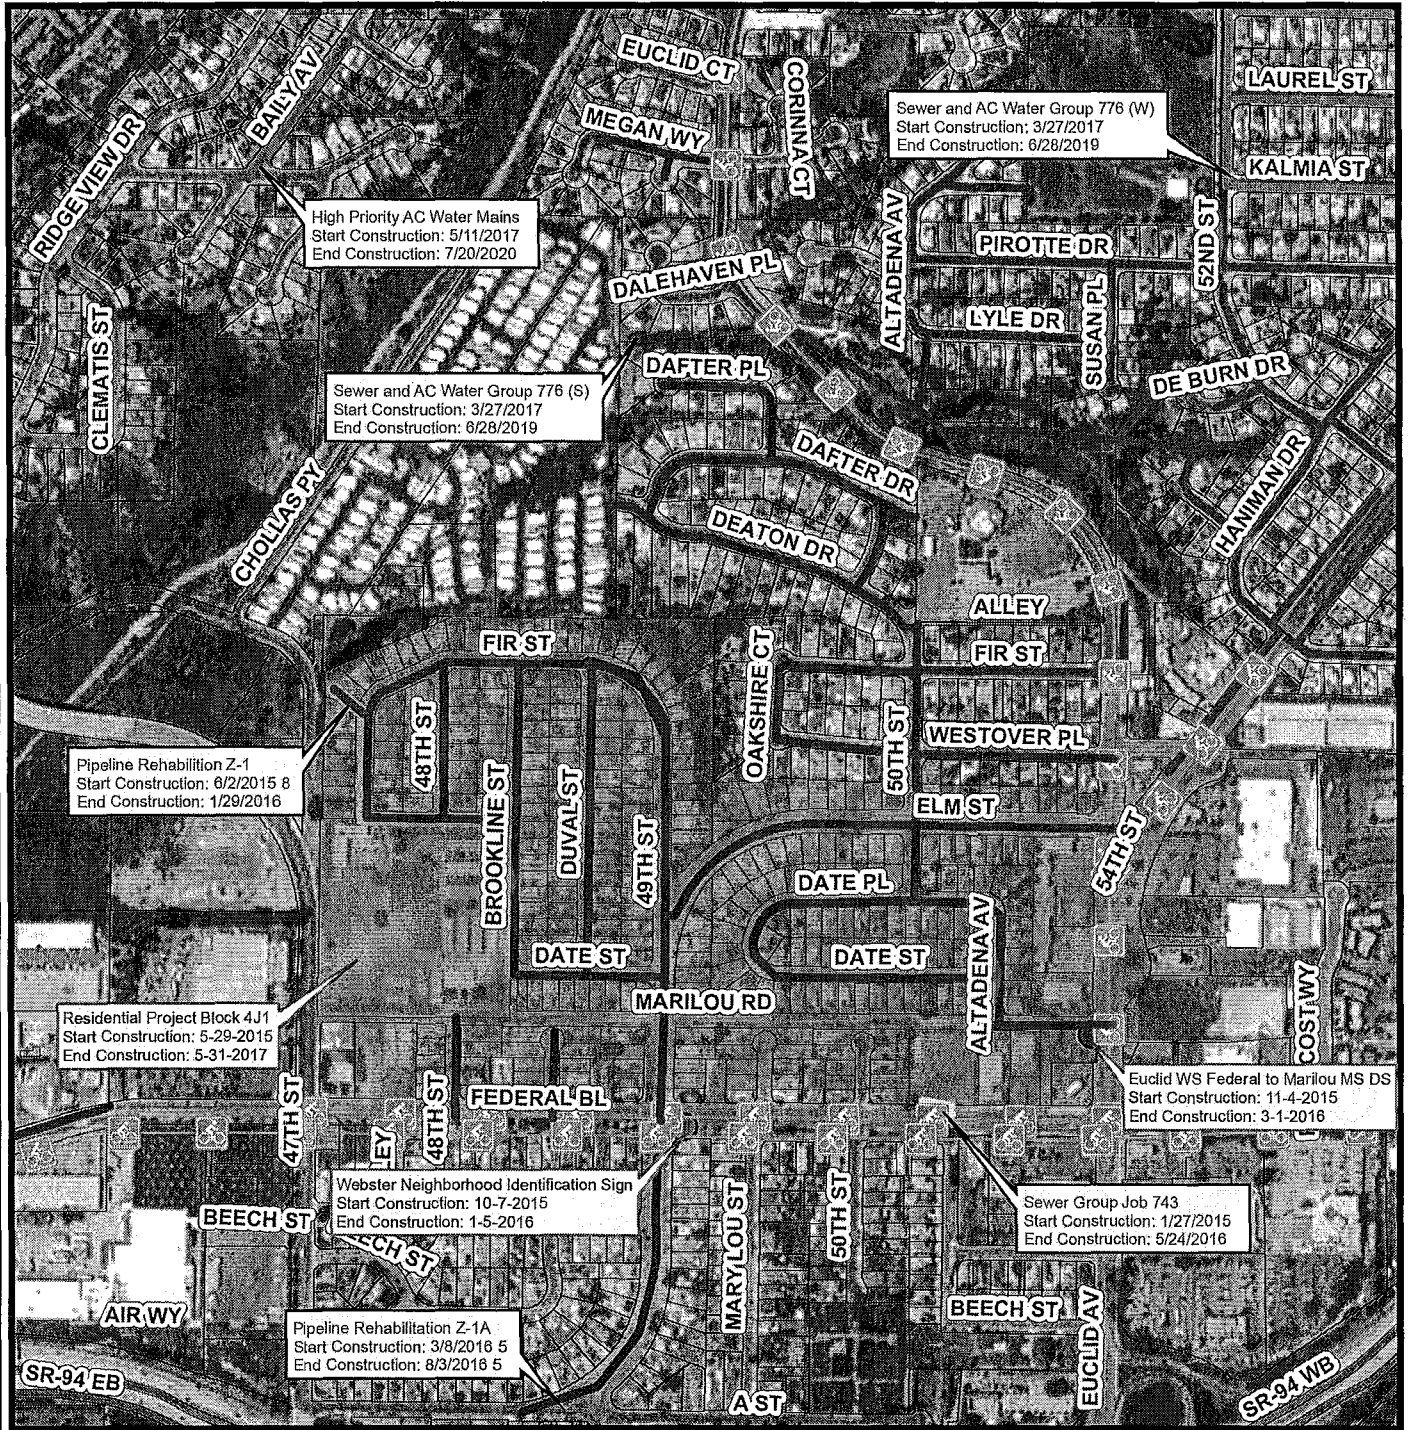 EUCLID CT
CORINNA CT
LAUREL ST
BAILY AV
MEGAN WY
Sewer and AC Water Group 776 (W)
Start Construction: 3/27/2017
End Construction: 6/28/2019
KALMIA ST
RIDGEVIEW DR
High Priority AC Water Mains
Start Construction: 5/11/2017
End Construction: 7/20/2020
ALTADENA AV
PIROTTE DR
52ND ST
DALEHAVEN PL
LYLE DR
SUSAN PL
CLEMATIS ST
DAFTER PL
DE BURN DR
Sewer and AC Water Group 776 (S)
Start Construction: 3/27/2017
End Construction: 6/28/2019
DAFTER DR
HANIMAN DR
CHOLLAS PY
DEATON DR
ALLEY
FIR ST
OAKSHIRE CT
FIR ST
48TH ST
50TH ST
WESTOVER PL
Pipeline Rehabilition Z-1
Start Construction: 6/2/2015 8
End Construction: 1/29/2016
BROOKLINE ST
DUVAL ST
49TH ST
ELM ST
54TH ST
DATE PL
ALTADENA AV
DATE ST
DATE ST
MARILOU RD
COST WY
Residential Project Block 4J1
Start Construction: 5-29-2015
End Construction: 5-31-2017
Euclid WS Federal to Marilou MS DS
Start Construction: 11-4-2015
End Construction: 3-1-2016
47TH ST
48TH ST
FEDERAL BL
LEY
Webster Neighborhood Identification Sign
Start Construction: 10-7-2015
End Construction: 1-5-2016
MARYLOU ST
50TH ST
Sewer Group Job 743
Start Construction: 1/27/2015
End Construction: 5/24/2016
BEECH ST
EECH ST
AIR WY
BEECH ST
EUCLID AV
Pipeline Rehabilitation Z-1A
Start Construction: 3/8/2016 5
End Construction: 8/3/2016 5
SR-94 EB
A ST
SR-94 WB